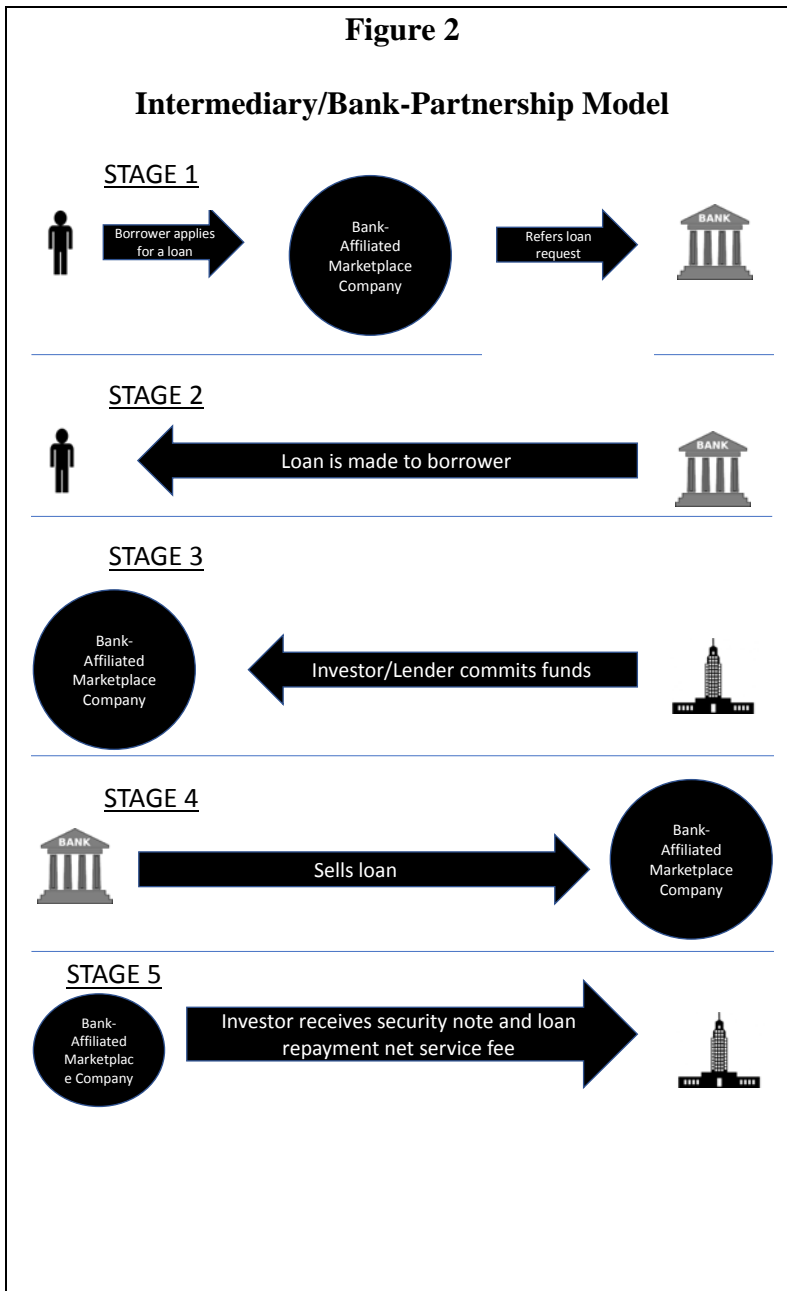 Figure 2
Intermediary/Bank-Partnership Model
STAGE 1
Borrower applies
for a loan
Bank-
Affiliated
Marketplace
Company
Refers loan
request
BANK
STAGE 2
Loan is made to borrower
BANK
STAGE 3
Bank-
Affiliated
Marketplace
Company
Investor/Lender commits funds
STAGE 4
BANK
Sells loan
Bank-
Affiliated
Marketplace
Company
STAGE 5
Bank-
Affiliated
Marketplac
e Company
Investor receives security note and loan
repayment net service fee